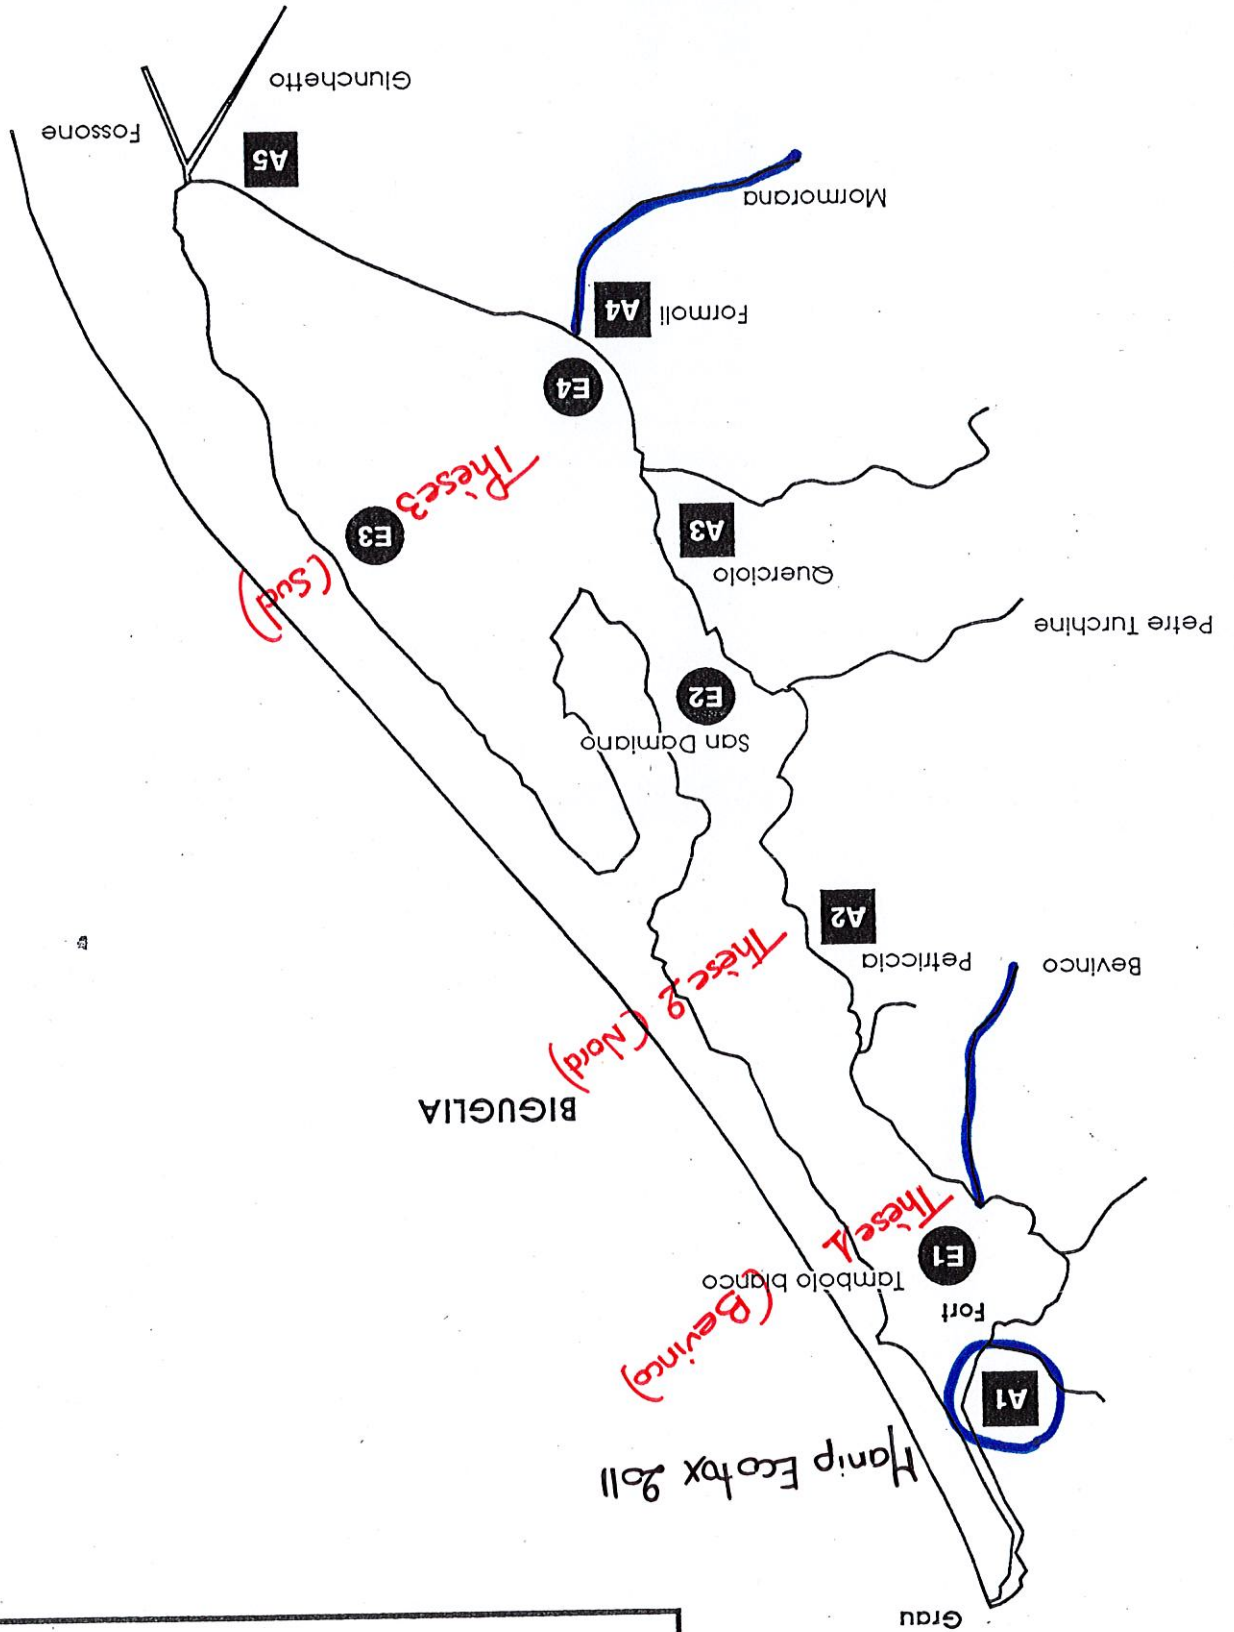 Grau
Manip Ecotox 2011
A1
Fort
(Bevinco)
Tambolo bianco
E1
Thèse 1
BIGUGLIA
(Nord)
Thèse 2
Bevinco
Petriccia
A2
San Damiano
E2
Petre Turchine
(Sud)
Querciolo
A3
E3
Thèse 3
E4
Formoli
A4
Mormorana
A5
Fossone
Giunchetto